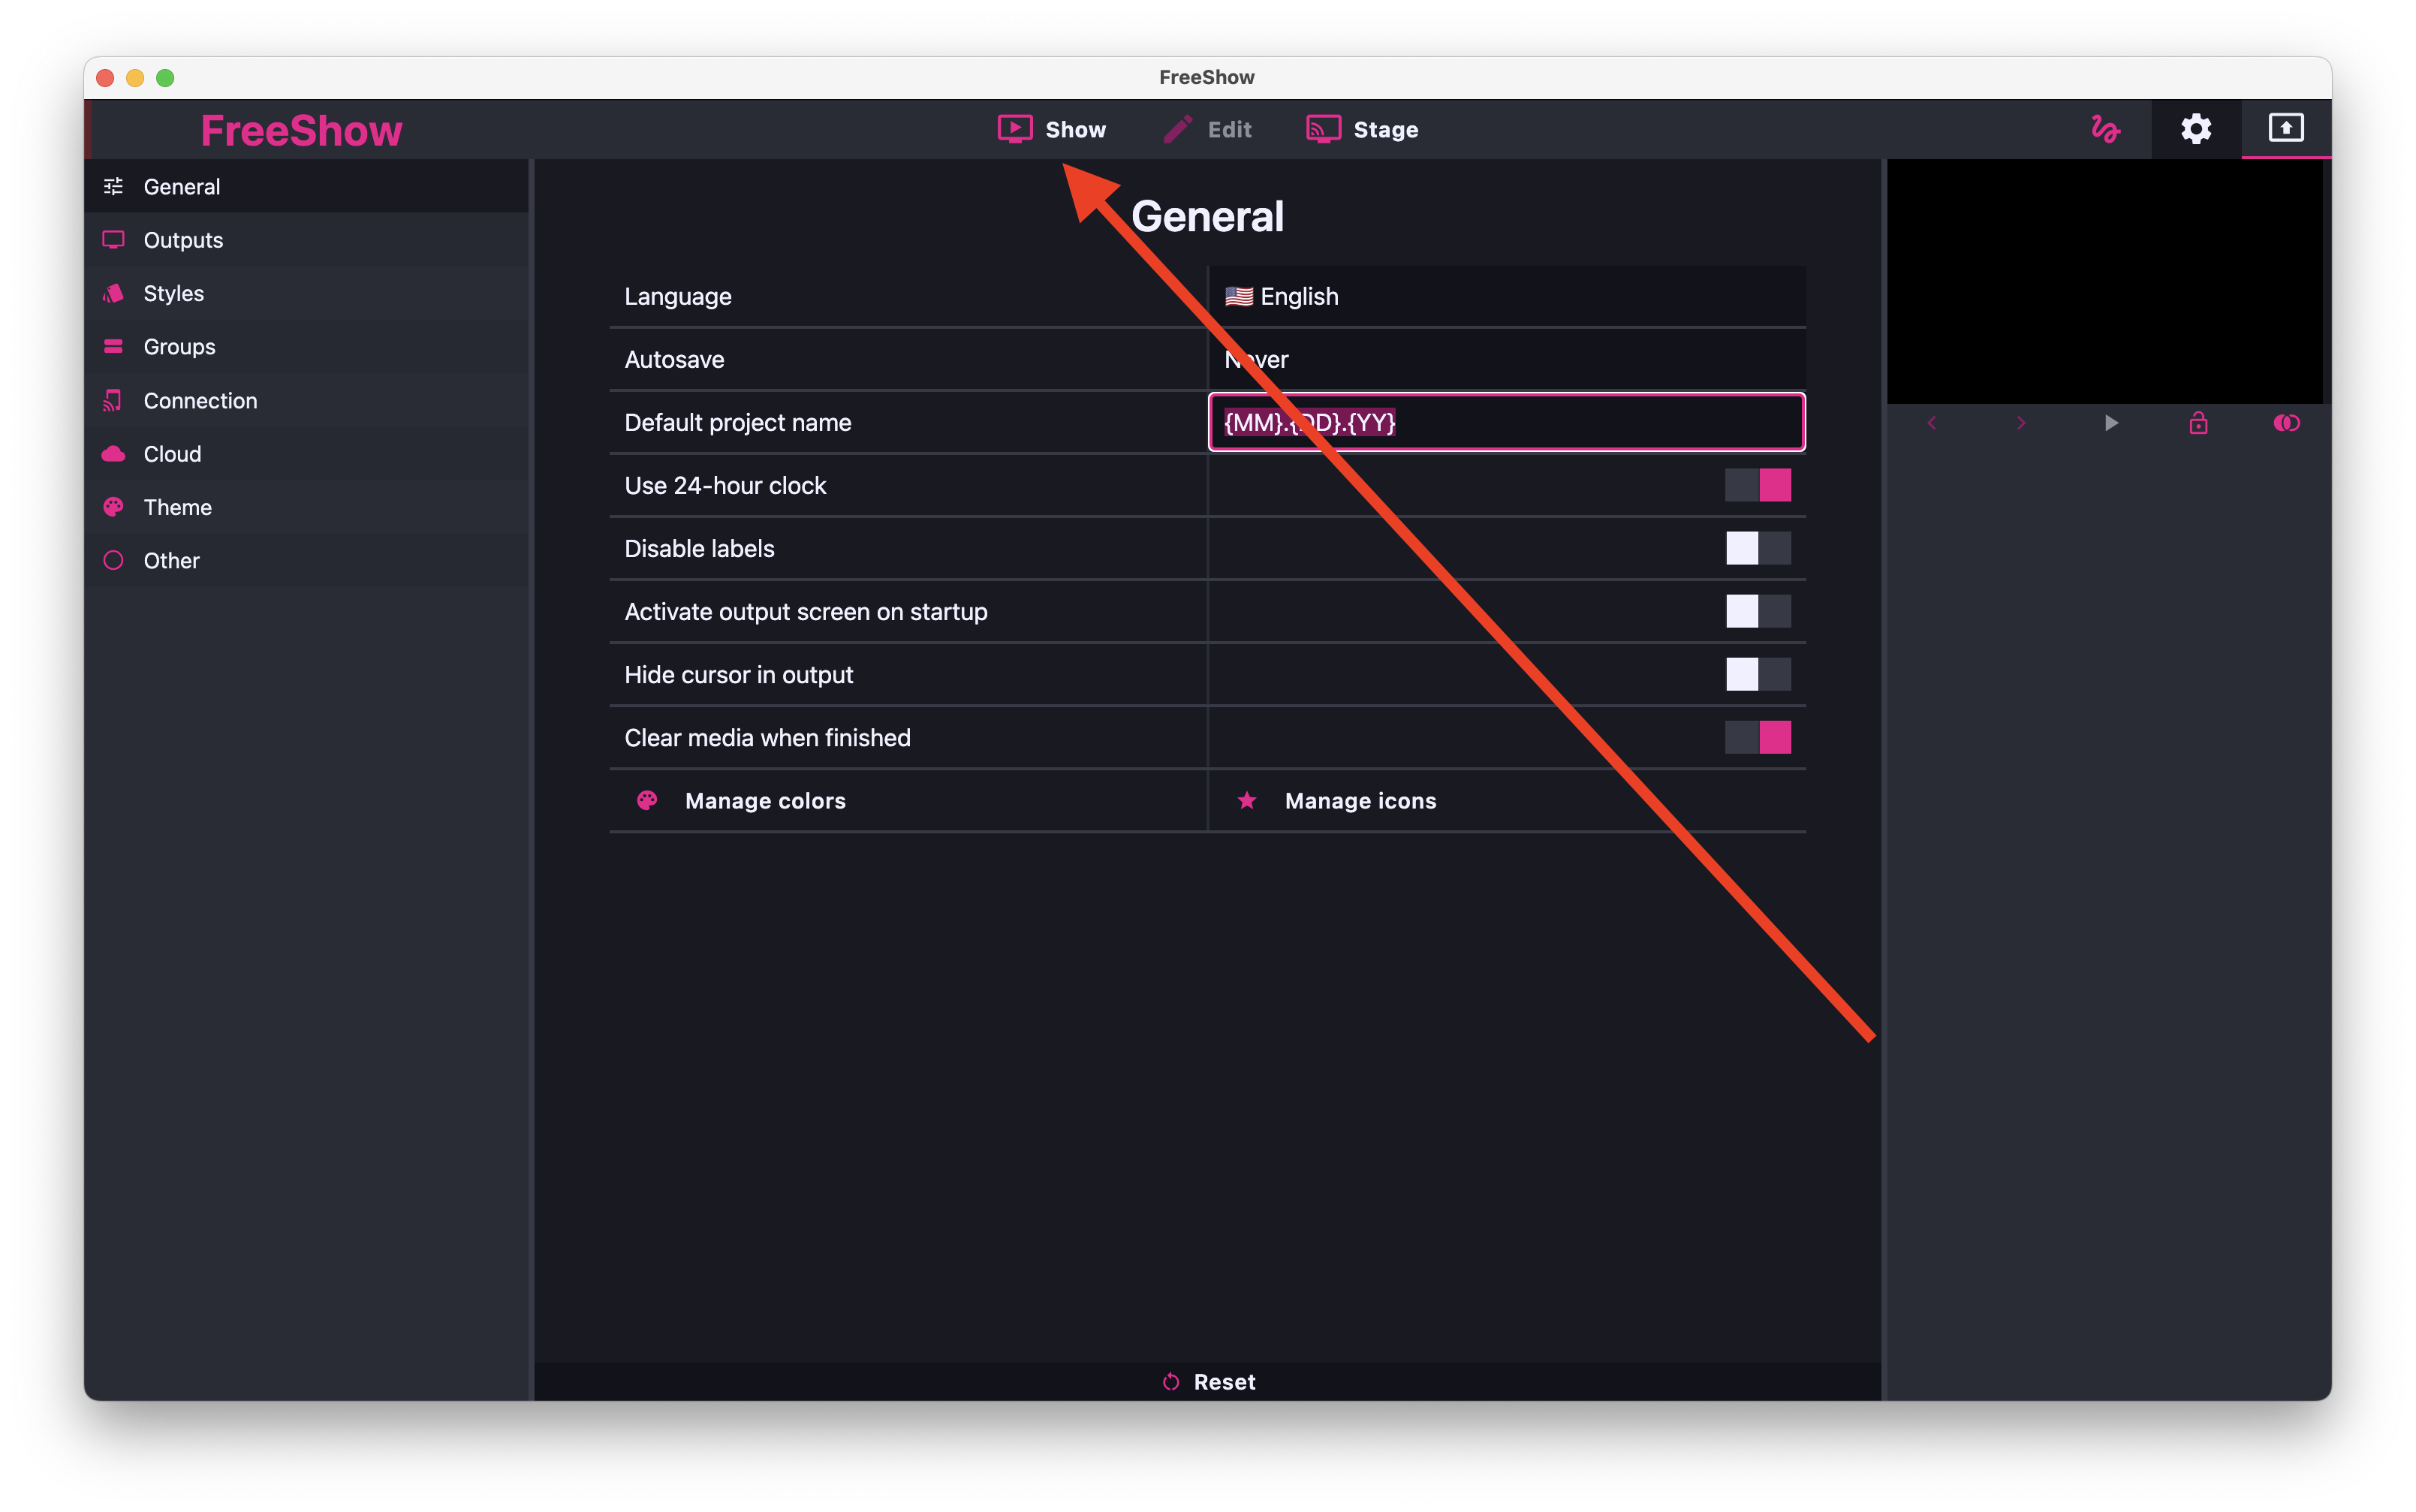 FreeShow
FreeShow
Show
Edit
Stage
General
Outputs
Styles
Groups
Connection
Cloud
Theme
Other
General
Language
🇺🇸 English
Autosave
Never
Default project name
{MM}.{DD}.{YY}
Use 24-hour clock
Disable labels
Activate output screen on startup
Hide cursor in output
Clear media when finished
Manage colors
Manage icons
Reset